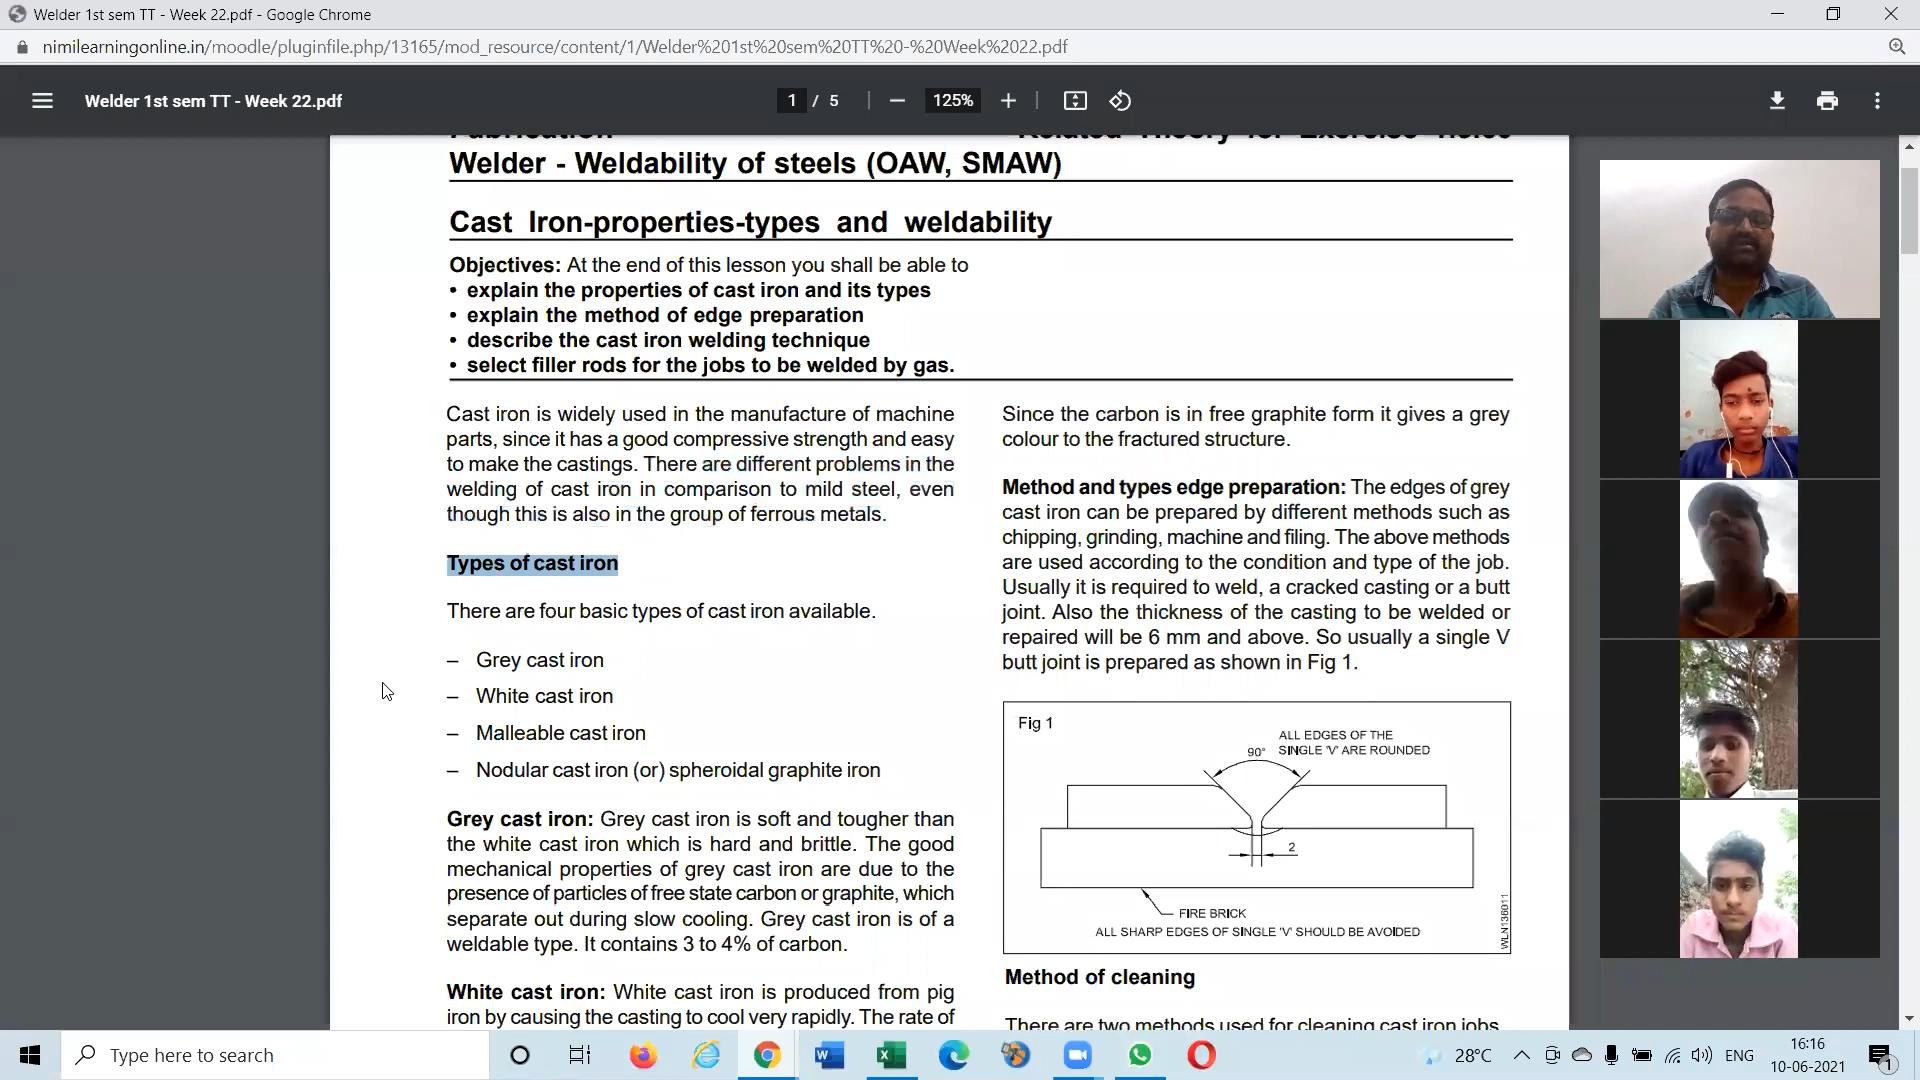 Welder 1st sem TT - Week 22.pdf - Google Chrome
nimilearningonline.in/moodle/pluginfile.php/13165/mod_resource/content/1/Welder%201st%20sem%20TT%20-%20Week%2022.pdf
Welder 1st sem TT - Week 22.pdf
1 / 5
125%
Fabrication Related Theory for Exercise
Welder - Weldability of steels (OAW, SMAW)
Cast Iron-properties-types and weldability
Objectives: At the end of this lesson you shall be able to
• explain the properties of cast iron and its types
• explain the method of edge preparation
• describe the cast iron welding technique
• select filler rods for the jobs to be welded by gas.
Cast iron is widely used in the manufacture of machine
parts, since it has a good compressive strength and easy
to make the castings. There are different problems in the
welding of cast iron in comparison to mild steel, even
though this is also in the group of ferrous metals.
Types of cast iron
There are four basic types of cast iron available.
– Grey cast iron
– White cast iron
– Malleable cast iron
– Nodular cast iron (or) spheroidal graphite iron
Grey cast iron: Grey cast iron is soft and tougher than
the white cast iron which is hard and brittle. The good
mechanical properties of grey cast iron are due to the
presence of particles of free state carbon or graphite, which
separate out during slow cooling. Grey cast iron is of a
weldable type. It contains 3 to 4% of carbon.
White cast iron: White cast iron is produced from pig
iron by causing the casting to cool very rapidly. The rate of
Since the carbon is in free graphite form it gives a grey
colour to the fractured structure.
Method and types edge preparation: The edges of grey
cast iron can be prepared by different methods such as
chipping, grinding, machine and filing. The above methods
are used according to the condition and type of the job.
Usually it is required to weld, a cracked casting or a butt
joint. Also the thickness of the casting to be welded or
repaired will be 6 mm and above. So usually a single V
butt joint is prepared as shown in Fig 1.
Fig 1
ALL EDGES OF THE
SINGLE 'V' ARE ROUNDED
90°
2
FIRE BRICK
ALL SHARP EDGES OF SINGLE 'V' SHOULD BE AVOIDED
WLN136011
Method of cleaning
There are two methods used for cleaning cast iron jobs
Type here to search
28°C
ENG
16:16
10-06-2021
1